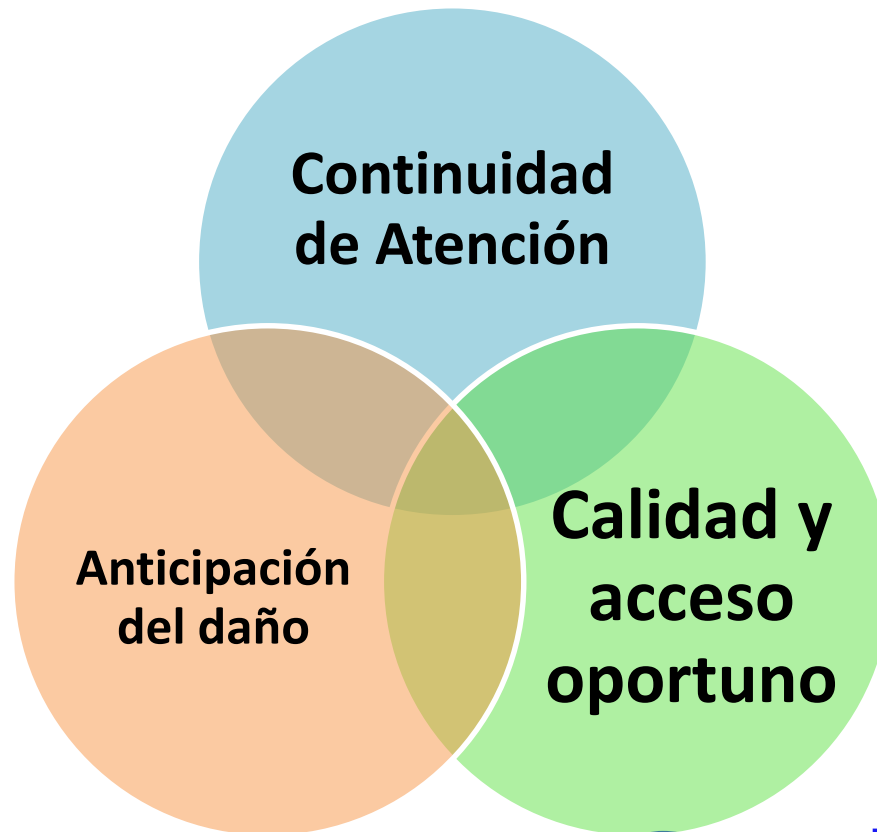 Continuidad
de Atención
Anticipación
del daño
Calidad y
acceso
oportuno